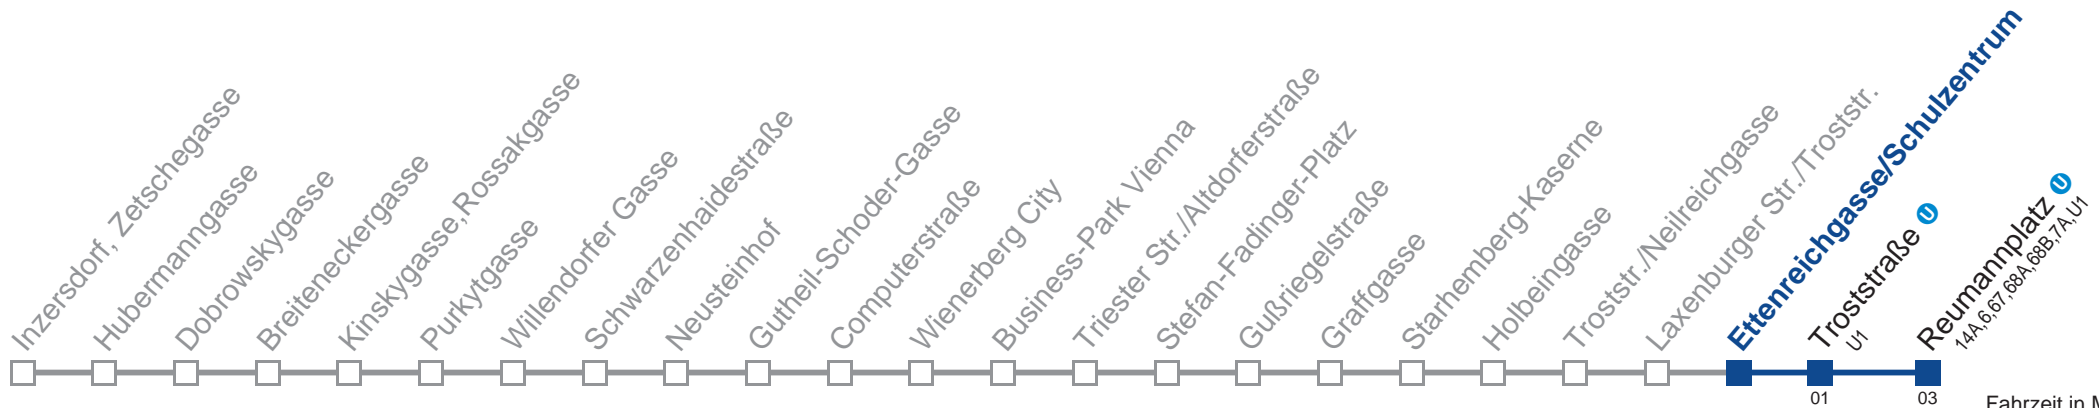 Inzersdorf, Zetschegasse
Hubermanngasse
Dobrowskygasse
Breiteneckergasse
Kinskygasse,Rossakgasse
Purkytgasse
Willendorfer Gasse
Schwarzenhaidestraße
Neusteinhof
Gutheil-Schoder-Gasse
Computerstraße
Wienerberg City
Business-Park Vienna
Triester Str./Altdorferstraße
Stefan-Fadinger-Platz
Gußriegelstraße
Graffgasse
Starhemberg-Kaserne
Holbeingasse
Troststr./Neilreichgasse
Laxenburger Str./Troststr.
Ettenreichgasse/Schulzentrum
Troststraße U
U1
Reumannplatz U
14A,6,67,68A,68B,7A,U1
01
03
Fahrzeit in M